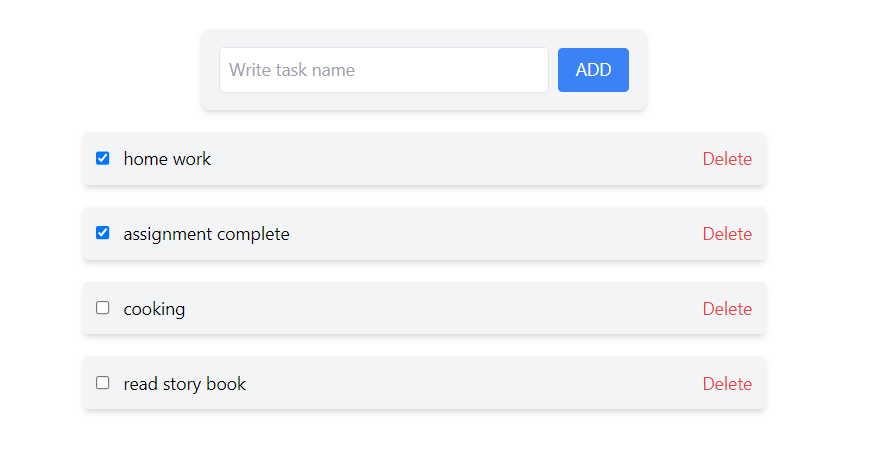 Write task name ADD
home work Delete
assignment complete Delete
cooking Delete
read story book Delete